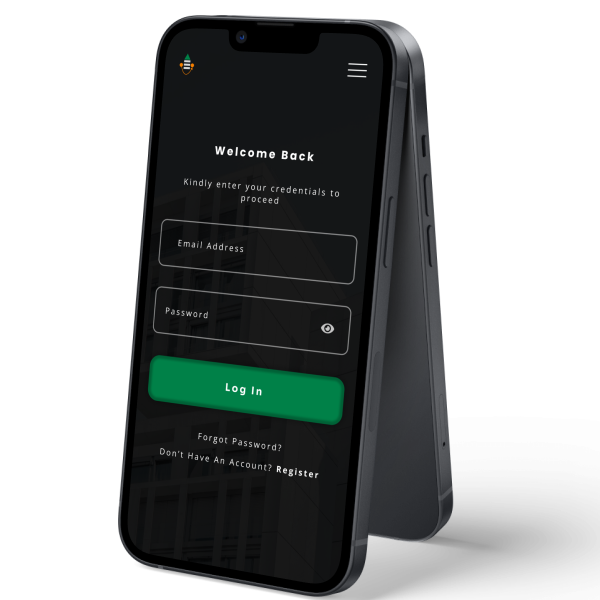 Welcome Back
Kindly enter your credentials to
proceed
Email Address
Password
Log In
Forgot Password?
Don't Have An Account? Register